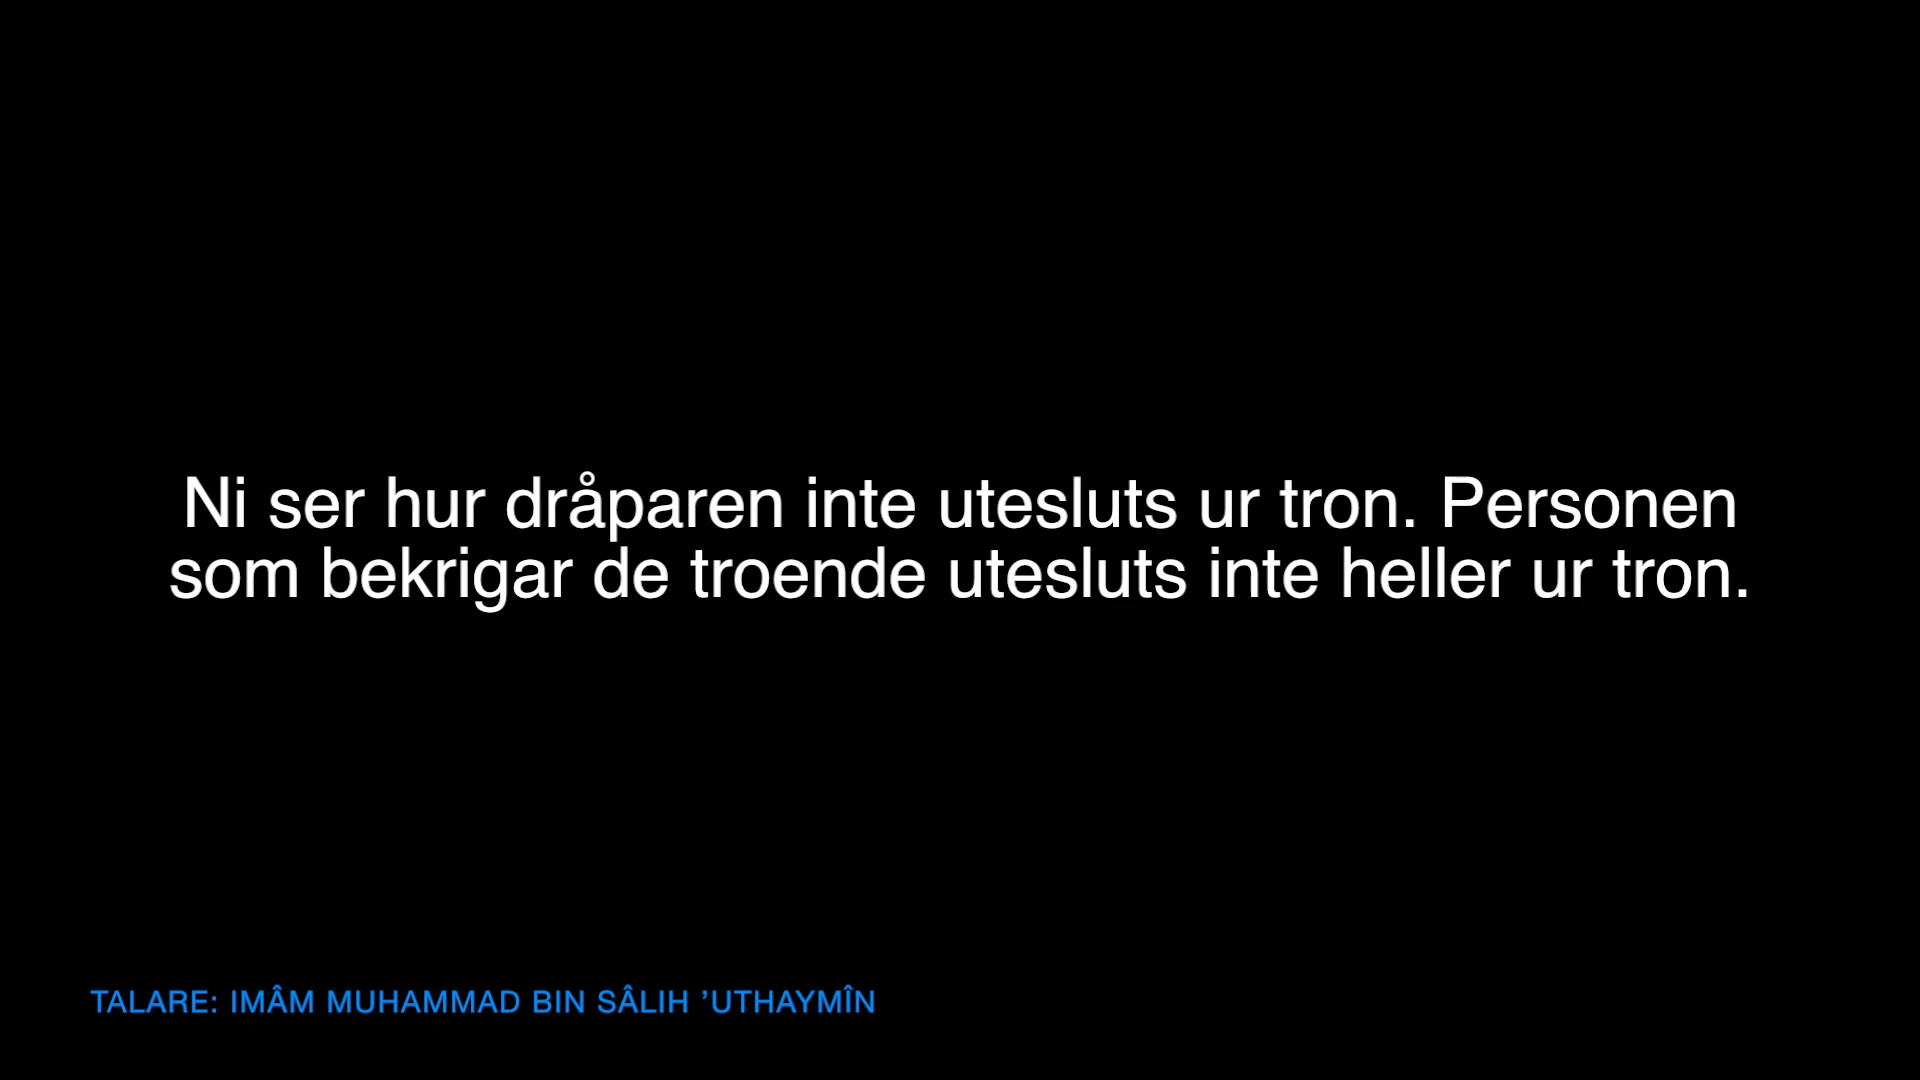 Ni ser hur dråparen inte utesluts ur tron. Personen
som bekrigar de troende utesluts inte heller ur tron.
TALARE: IMÂM MUHAMMAD BIN SÂLIH ’UTHAYMÎN